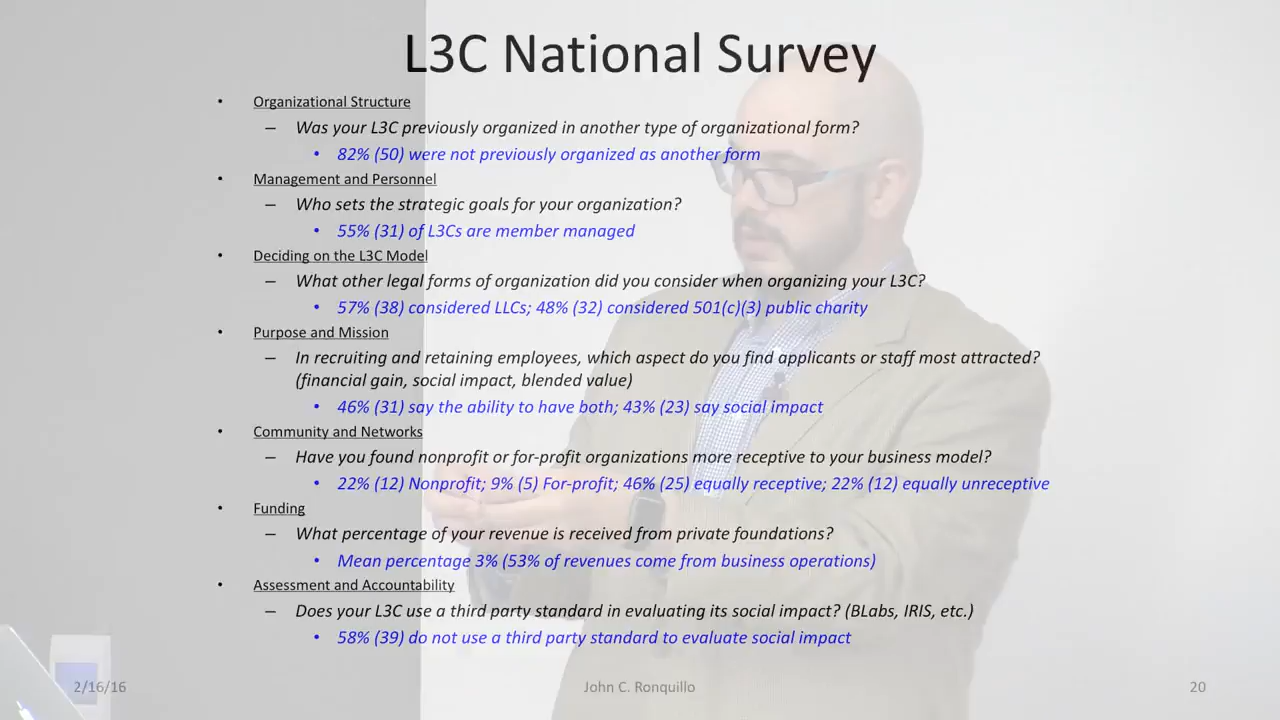 L3C National Survey
• Organizational Structure
– Was your L3C previously organized in another type of organizational form?
• 82% (50) were not previously organized as another form
• Management and Personnel
– Who sets the strategic goals for your organization?
• 55% (31) of L3Cs are member managed
• Deciding on the L3C Model
– What other legal forms of organization did you consider when organizing your L3C?
• 57% (38) considered LLCs; 48% (32) considered 501(c)(3) public charity
• Purpose and Mission
– In recruiting and retaining employees, which aspect do you find applicants or staff most attracted?
(financial gain, social impact, blended value)
• 46% (31) say the ability to have both; 43% (23) say social impact
• Community and Networks
– Have you found nonprofit or for-profit organizations more receptive to your business model?
• 22% (12) Nonprofit; 9% (5) For-profit; 46% (25) equally receptive; 22% (12) equally unreceptive
• Funding
– What percentage of your revenue is received from private foundations?
• Mean percentage 3% (53% of revenues come from business operations)
• Assessment and Accountability
– Does your L3C use a third party standard in evaluating its social impact? (BLabs, IRIS, etc.)
• 58% (39) do not use a third party standard to evaluate social impact
2/16/16 John C. Ronquillo 20